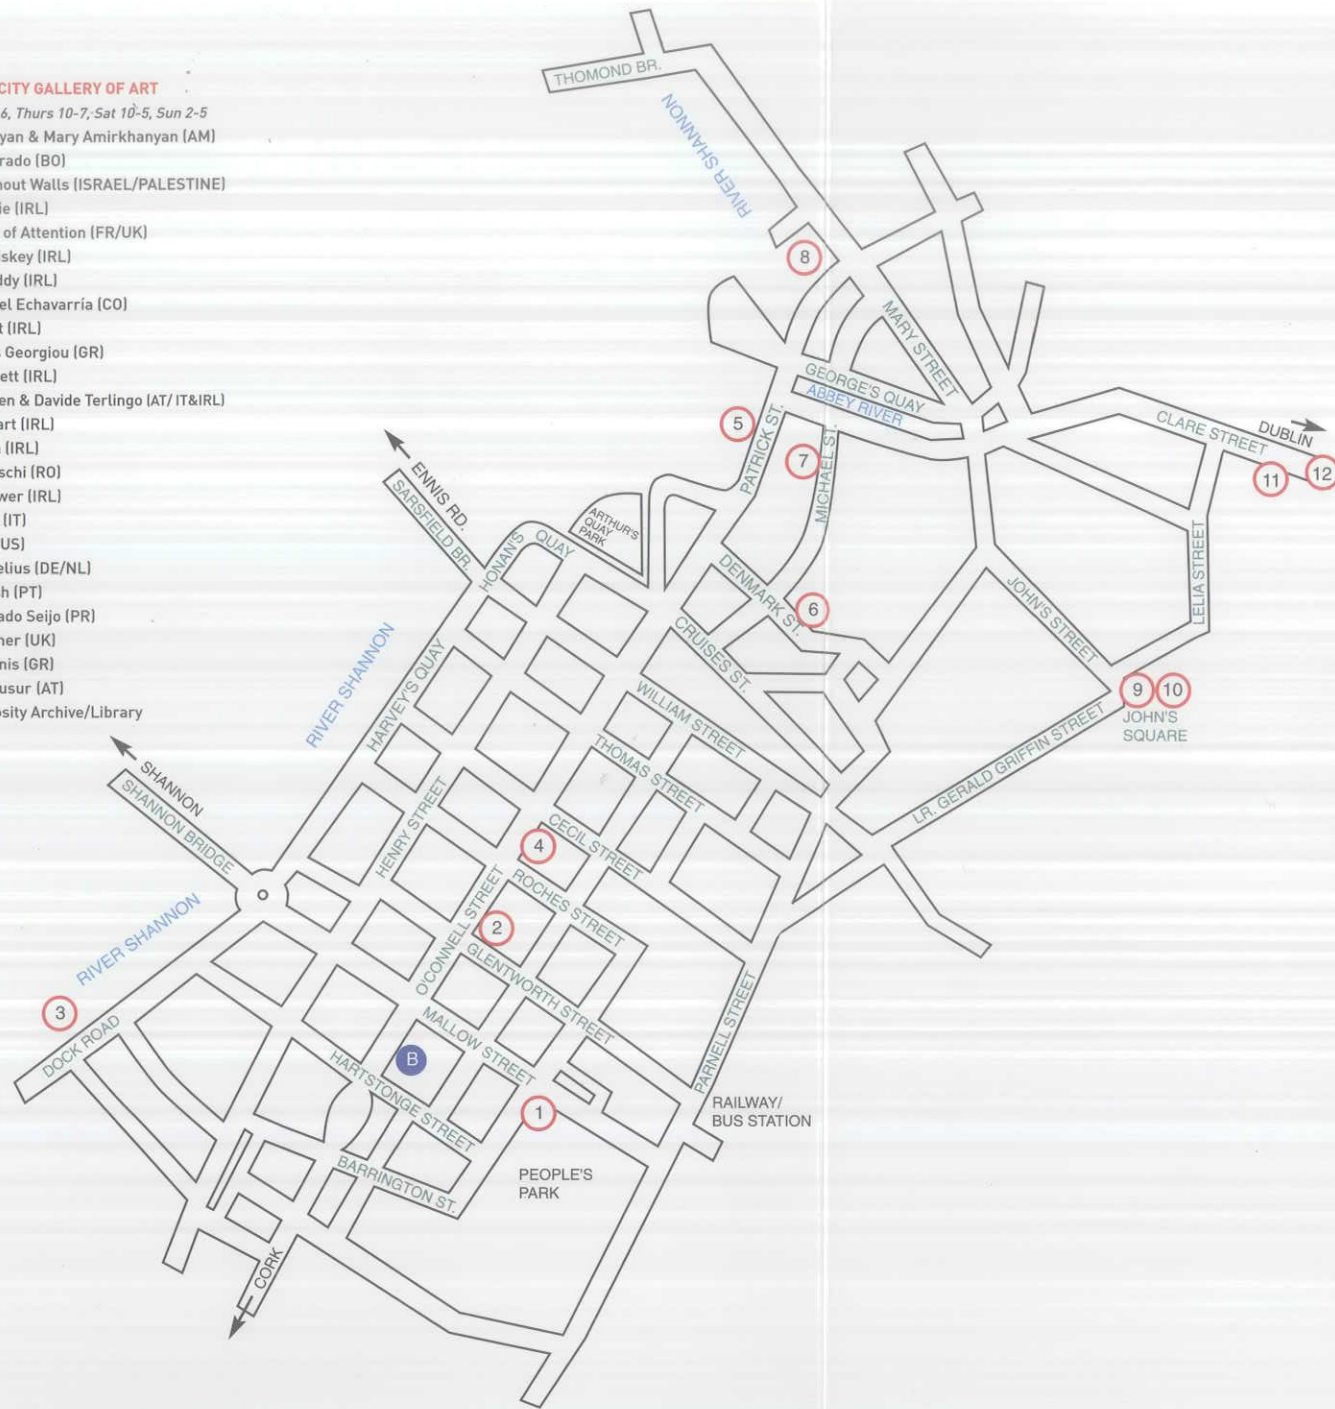 CITY GALLERY OF ART
6, Thurs 10-7, Sat 10-5, Sun 2-5
yan & Mary Amirkhanyan (AM)
rado (BO)
hout Walls (ISRAEL/PALESTINE)
ie (IRL)
of Attention (FR/UK)
skey (IRL)
ddy (IRL)
el Echavarría (CO)
t (IRL)
s Georgiou (GR)
ett (IRL)
en & Davide Terlingo (AT/ IT&IRL)
art (IRL)
(IRL)
schi (RO)
wer (IRL)
(IT)
US)
elius (DE/NL)
h (PT)
ado Seijo (PR)
ner (UK)
nis (GR)
usur (AT)
osity Archive/Library
THOMOND BR.
RIVER SHANNON
8
MARY STREET
GEORGE'S QUAY
ABBEY RIVER
5
PATRICK ST.
7
MICHAEL ST.
CLARE STREET
DUBLIN
11
12
ENNIS RD.
SARSFIELD BR.
HONAN'S QUAY
ARTHUR'S
QUAY
PARK
DENMARK ST.
6
CRUISES ST.
JOHN'S STREET
LELIA STREET
9
10
JOHN'S
SQUARE
LR. GERALD GRIFFIN STREET
RIVER SHANNON
HARVEY'S QUAY
WILLIAM STREET
THOMAS STREET
SHANNON
SHANNON BRIDGE
HENRY STREET
4
CECIL STREET
ROCHES STREET
O'CONNELL STREET
2
GLENTWORTH STREET
RIVER SHANNON
3
DOCK ROAD
MALLOW STREET
B
HARTSTONGE STREET
1
PARNELL STREET
RAILWAY/
BUS STATION
PEOPLE'S
PARK
BARRINGTON ST.
CORK